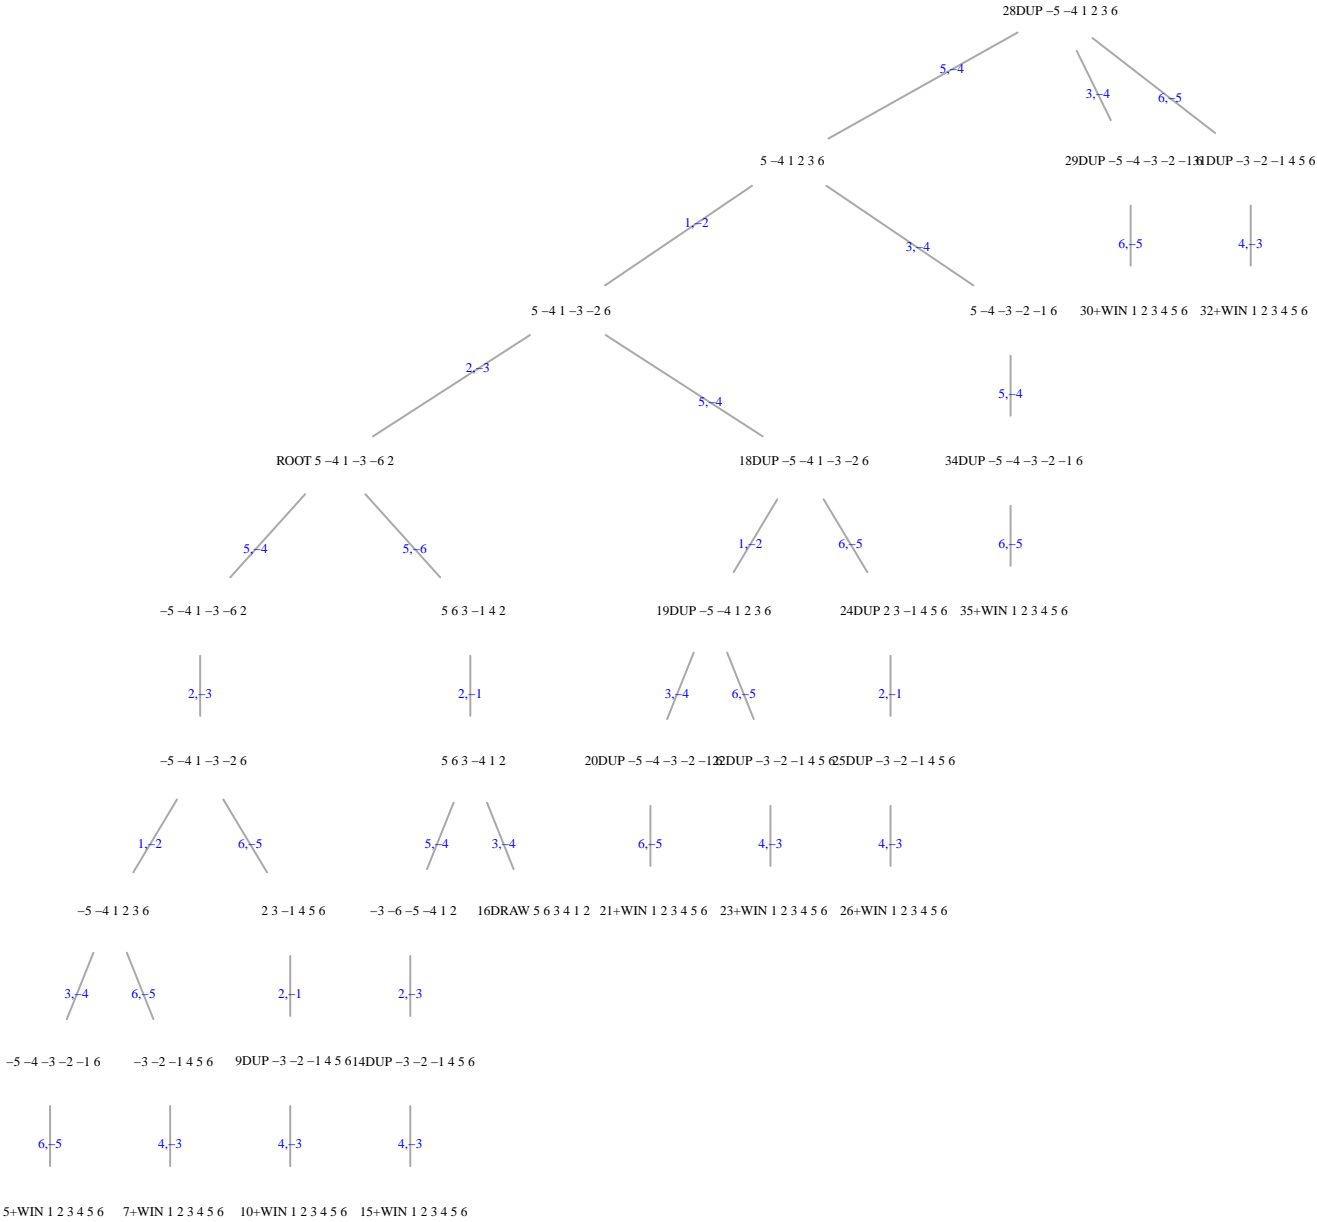 28DUP −5 −4 1 2 3 6
5,−4
3,−4
6,−5
5 −4 1 2 3 6
29DUP −5 −4 −3 −2 −1 6
31DUP −3 −2 −1 4 5 6
1,−2
3,−4
6,−5
4,−3
5 −4 1 −3 −2 6
5 −4 −3 −2 −1 6
30+WIN 1 2 3 4 5 6
32+WIN 1 2 3 4 5 6
2,−3
5,−4
5,−4
ROOT 5 −4 1 −3 −6 2
18DUP −5 −4 1 −3 −2 6
34DUP −5 −4 −3 −2 −1 6
5,−4
5,−6
1,−2
6,−5
6,−5
−5 −4 1 −3 −6 2
5 6 3 −1 4 2
19DUP −5 −4 1 2 3 6
24DUP 2 3 −1 4 5 6
35+WIN 1 2 3 4 5 6
2,−3
2,−1
3,−4
6,−5
2,−1
−5 −4 1 −3 −2 6
5 6 3 −4 1 2
20DUP −5 −4 −3 −2 −1 6
22DUP −3 −2 −1 4 5 6
25DUP −3 −2 −1 4 5 6
1,−2
6,−5
5,−4
3,−4
6,−5
4,−3
4,−3
−5 −4 1 2 3 6
2 3 −1 4 5 6
−3 −6 −5 −4 1 2
16DRAW 5 6 3 4 1 2
21+WIN 1 2 3 4 5 6
23+WIN 1 2 3 4 5 6
26+WIN 1 2 3 4 5 6
3,−4
6,−5
2,−1
2,−3
−5 −4 −3 −2 −1 6
−3 −2 −1 4 5 6
9DUP −3 −2 −1 4 5 6
14DUP −3 −2 −1 4 5 6
6,−5
4,−3
4,−3
4,−3
5+WIN 1 2 3 4 5 6
7+WIN 1 2 3 4 5 6
10+WIN 1 2 3 4 5 6
15+WIN 1 2 3 4 5 6